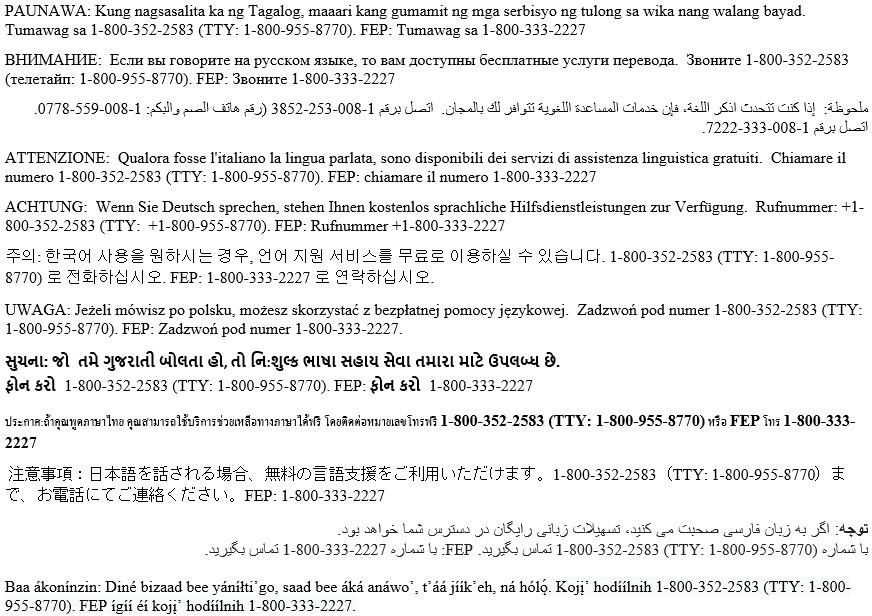 PAUNAWA: Kung nagsasalita ka ng Tagalog, maaari kang gumamit ng mga serbisyo ng tulong sa wika nang walang bayad.
Tumawag sa 1-800-352-2583 (TTY: 1-800-955-8770). FEP: Tumawag sa 1-800-333-2227
ВНИМАНИЕ: Если вы говорите на русском языке, то вам доступны бесплатные услуги перевода. Звоните 1-800-352-2583
(телетайп: 1-800-955-8770). FEP: Звоните 1-800-333-2227
ملحوظة: إذا كنت تتحدث اذكر اللغة، فإن خدمات المساعدة اللغوية تتوافر لك بالمجان. اتصل برقم 1-008-253-3852 (رقم هاتف الصم والبكم: 1-008-559-0778.
اتصل برقم 1-008-333-7222.
ATTENZIONE: Qualora fosse l'italiano la lingua parlata, sono disponibili dei servizi di assistenza linguistica gratuiti. Chiamare il
numero 1-800-352-2583 (TTY: 1-800-955-8770). FEP: chiamare il numero 1-800-333-2227
ACHTUNG: Wenn Sie Deutsch sprechen, stehen Ihnen kostenlos sprachliche Hilfsdienstleistungen zur Verfügung. Rufnummer: +1-
800-352-2583 (TTY: +1-800-955-8770). FEP: Rufnummer +1-800-333-2227
주의: 한국어 사용을 원하시는 경우, 언어 지원 서비스를 무료로 이용하실 수 있습니다. 1-800-352-2583 (TTY: 1-800-955-
8770) 로 전화하십시오. FEP: 1-800-333-2227 로 연락하십시오.
UWAGA: Jeżeli mówisz po polsku, możesz skorzystać z bezpłatnej pomocy językowej. Zadzwoń pod numer 1-800-352-2583 (TTY:
1-800-955-8770). FEP: Zadzwoń pod numer 1-800-333-2227.
સુચના: જો તમે ગુજરાતી બોલતા હો, તો નિ:શુલ્ક ભાષા સહાય સેવા તમારા માટે ઉપલબ્ધ છે.
ફોન કરો 1-800-352-2583 (TTY: 1-800-955-8770). FEP: ફોન કરો 1-800-333-2227
ประกาศ:ถ้าคุณพูดภาษาไทย คุณสามารถใช้บริการช่วยเหลือทางภาษาได้ฟรี โดยติดต่อหมายเลขโทรฟรี 1-800-352-2583 (TTY: 1-800-955-8770) หรือ FEP โทร 1-800-333-
2227
注意事項：日本語を話される場合、無料の言語支援をご利用いただけます。1-800-352-2583（TTY: 1-800-955-8770）ま
で、お電話にてご連絡ください。FEP: 1-800-333-2227
توجه: اگر به زبان فارسی صحبت می کنید، تسهیلات زبانی رایگان در دسترس شما خواهد بود.
با شماره 1-800-352-2583 (TTY: 1-800-955-8770) تماس بگیرید. FEP: با شماره 1-800-333-2227 تماس بگیرید.
Baa ákonínzin: Diné bizaad bee yániłti’go, saad bee áká anáwo’, t’áá jíík’eh, ná hólǫ́. Kojį’ hodíílnih 1-800-352-2583 (TTY: 1-800-
955-8770). FEP ígíí éí kojį’ hodíílnih 1-800-333-2227.